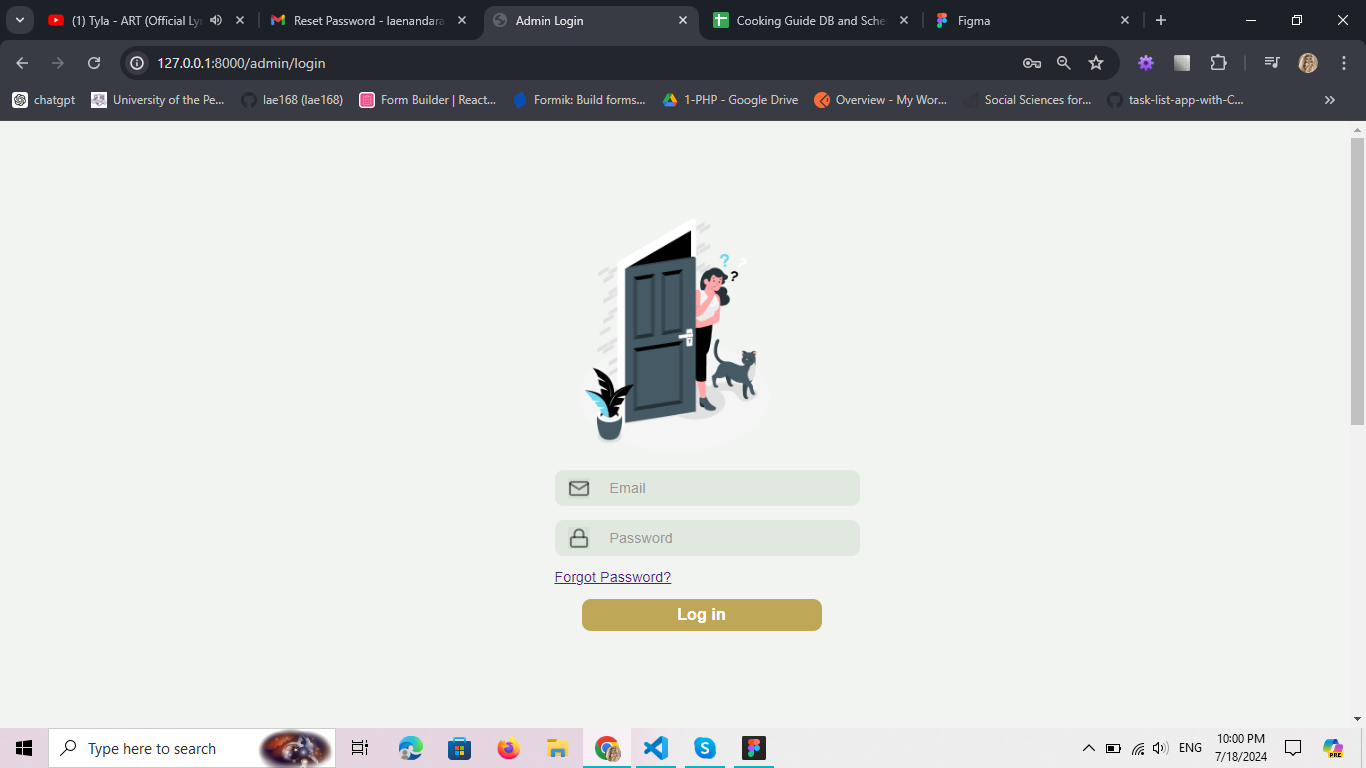 (1) Tyla - ART (Official Ly
Reset Password - laenandara
Admin Login
Cooking Guide DB and Sche
Figma
127.0.0.1:8000/admin/login
chatgpt
University of the Pe...
lae168 (lae168)
Form Builder | React...
Formik: Build forms...
1-PHP - Google Drive
Overview - My Wor...
Social Sciences for...
task-list-app-with-C...
»
? ?
?
Email
Password
Forgot Password?
Log in
Type here to search
ENG
10:00 PM
7/18/2024
PRE